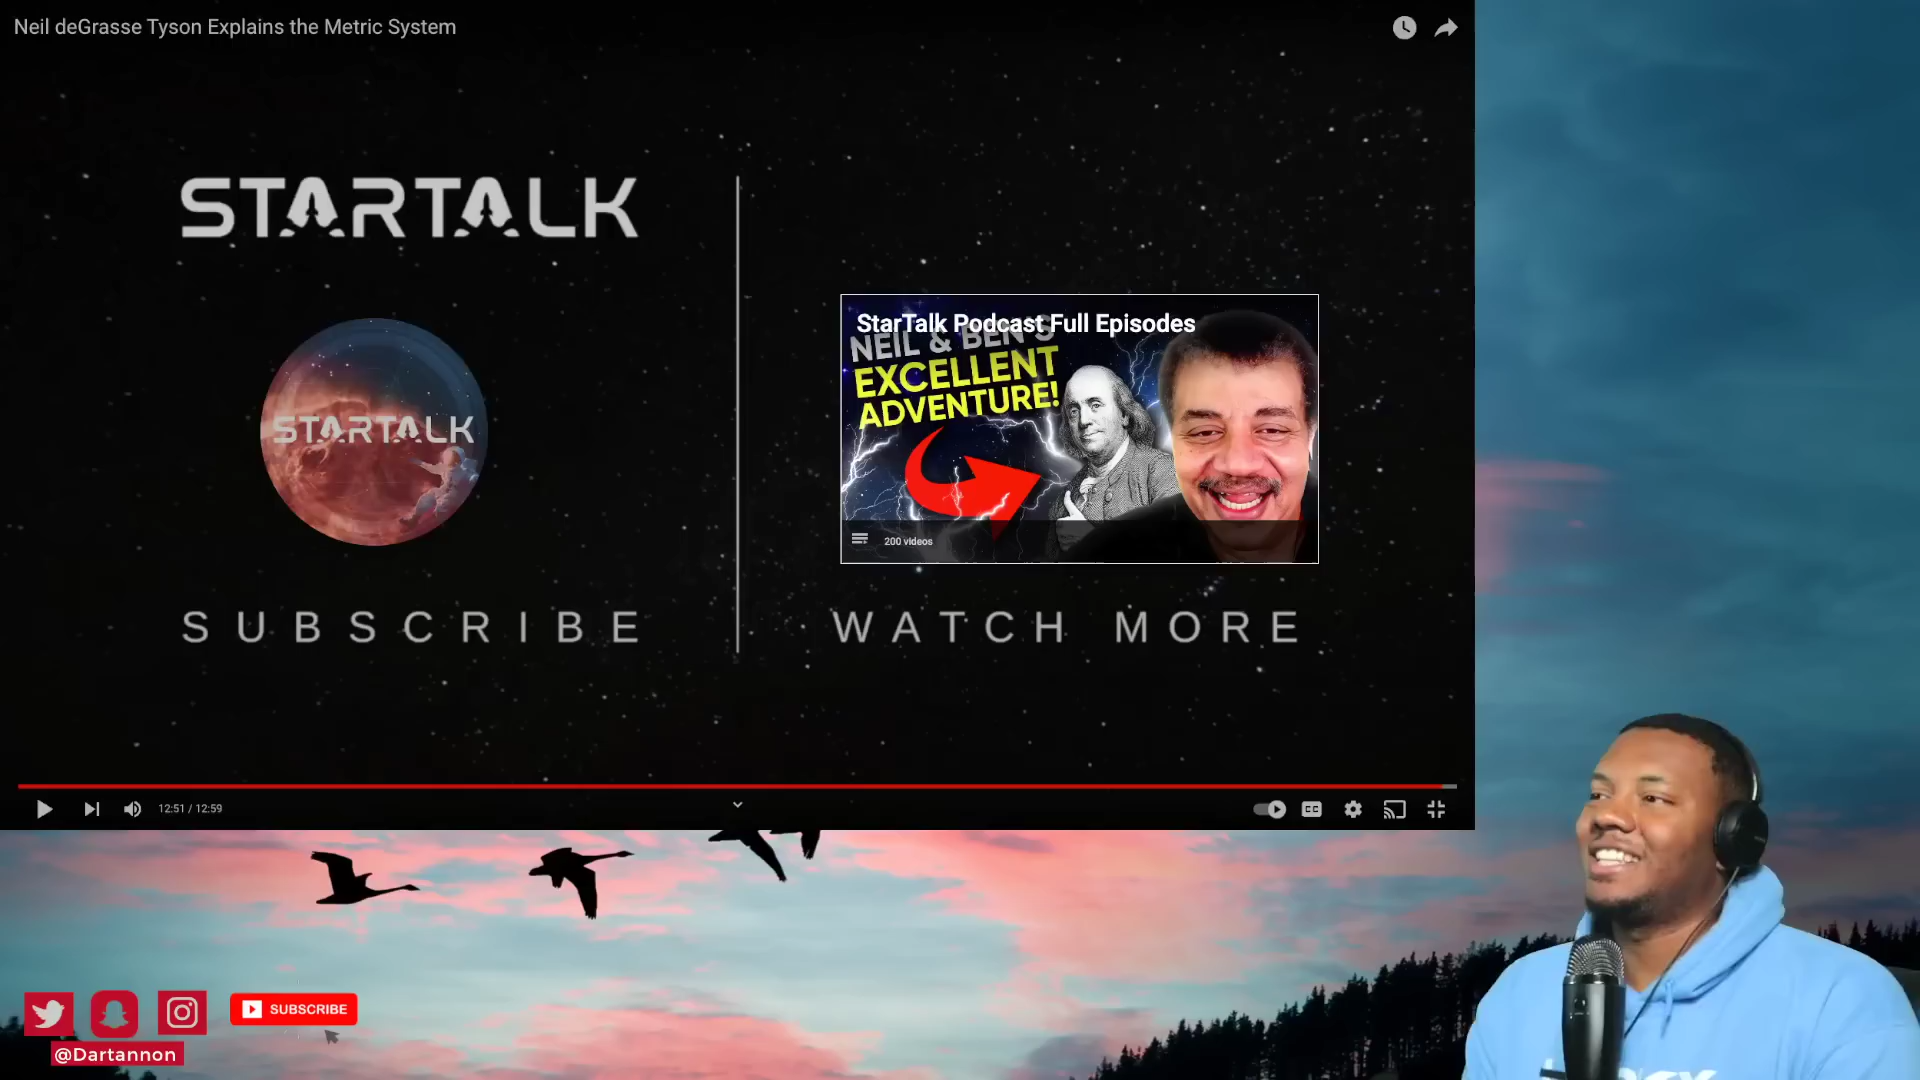 Neil deGrasse Tyson Explains the Metric System
STARTALK
STARTALK
SUBSCRIBE
StarTalk Podcast Full Episodes
NEIL & BEN'S
EXCELLENT
ADVENTURE!
200 videos
WATCH MORE
12:51 / 12:59
CC
SUBSCRIBE
@Dartannon